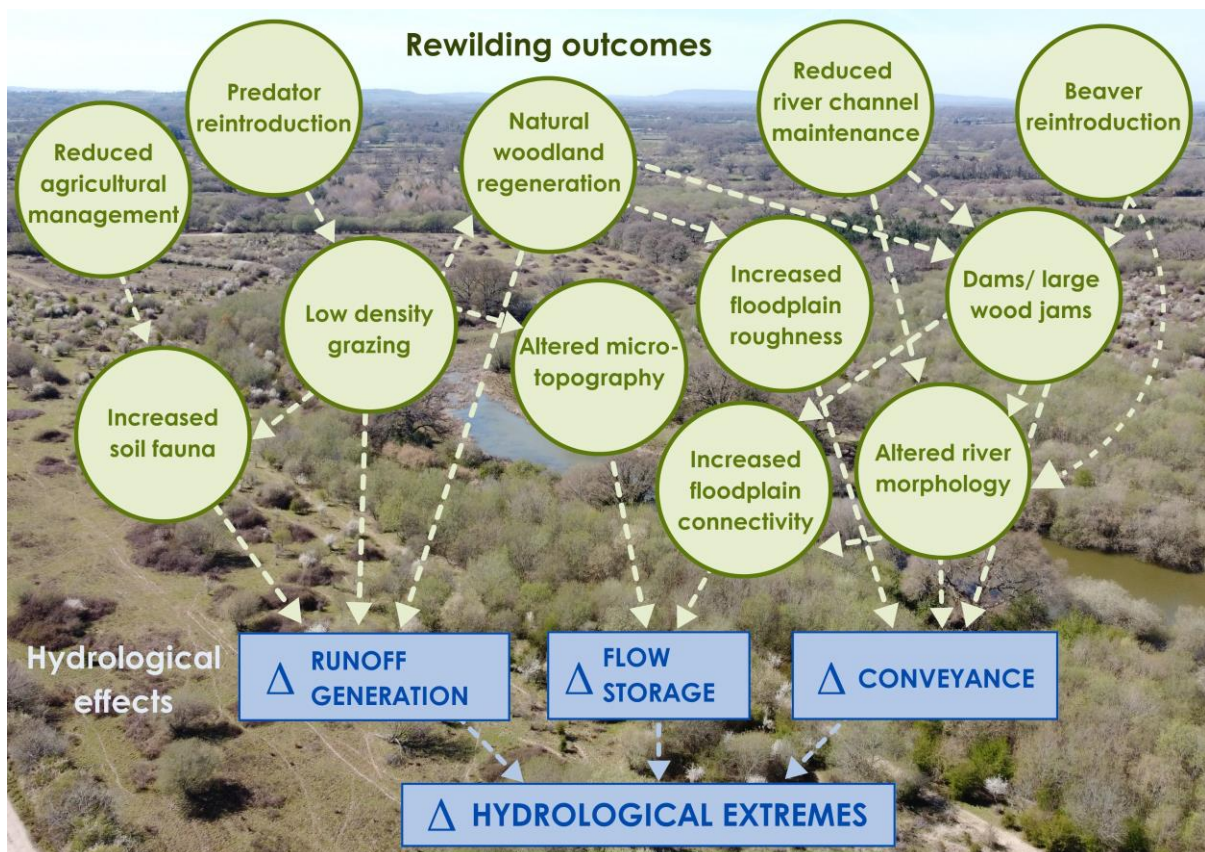 Rewilding outcomes
Reduced
agricultural
management
Predator
reintroduction
Natural
woodland
regeneration
Reduced
river channel
maintenance
Beaver
reintroduction
Increased
soil fauna
Low density
grazing
Altered micro-
topography
Increased
floodplain
roughness
Dams/ large
wood jams
Increased
floodplain
connectivity
Altered river
morphology
Hydrological
effects
Δ RUNOFF
GENERATION
Δ FLOW
STORAGE
Δ CONVEYANCE
Δ HYDROLOGICAL EXTREMES